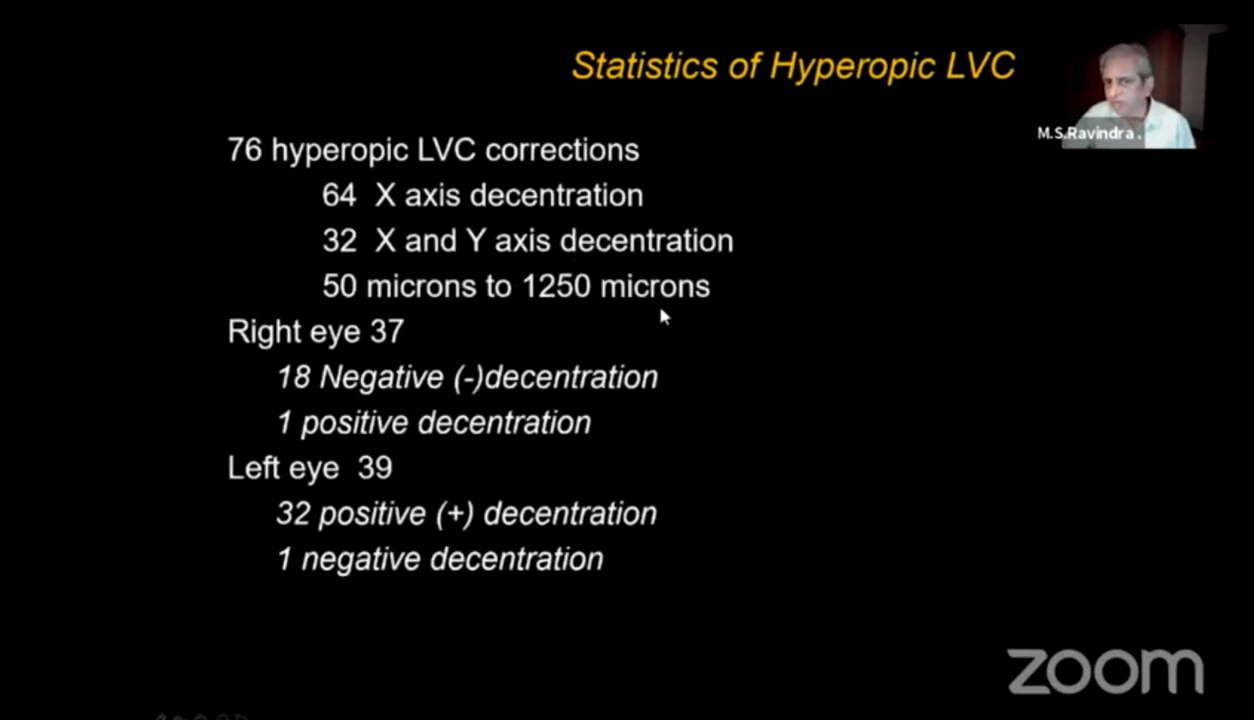 Statistics of Hyperopic LVC
M.S.Ravindra .
76 hyperopic LVC corrections
64 X axis decentration
32 X and Y axis decentration
50 microns to 1250 microns
Right eye 37
18 Negative (-)decentration
1 positive decentration
Left eye 39
32 positive (+) decentration
1 negative decentration
zoom